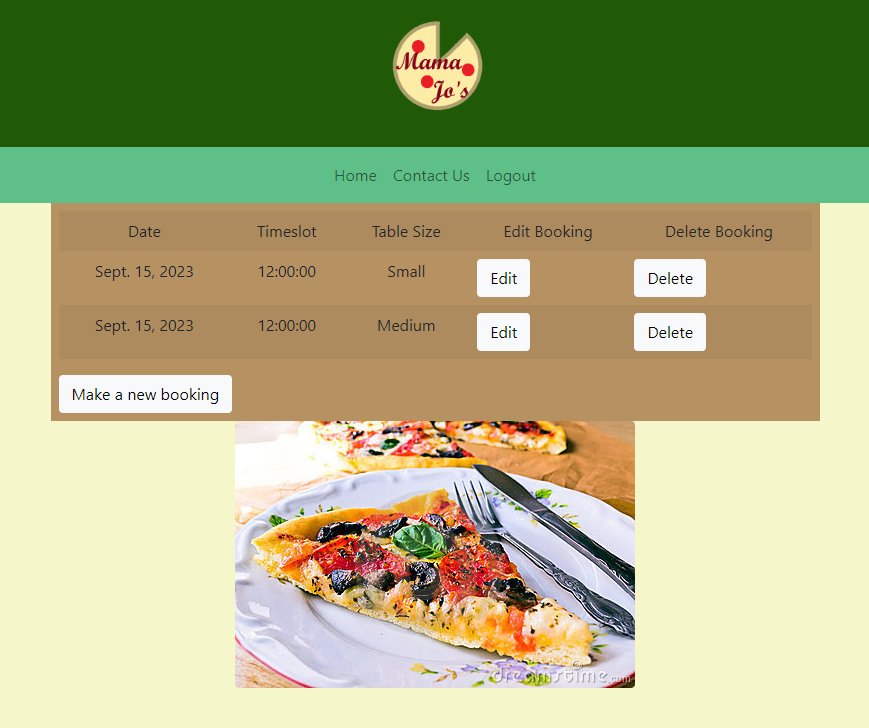 Mama
Jo's
Home Contact Us Logout
Date Timeslot Table Size Edit Booking Delete Booking
Sept. 15, 2023 12:00:00 Small Edit Delete
Sept. 15, 2023 12:00:00 Medium Edit Delete
Make a new booking
dreamstime.com